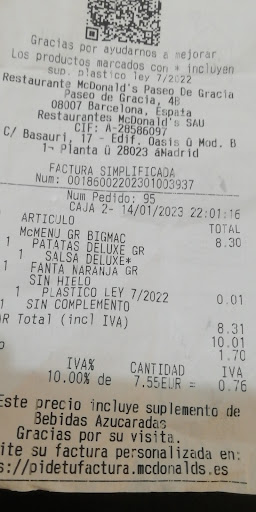 Gracias por ayudarnos a mejorar
Los productos marcados con * incluyen
sup. plastico ley 7/2022
Restaurante McDonald's Paseo De Gracia
Paseo de Gracia, 4B
08007 Barcelona, España
Restaurantes McDonald's SAU
CIF: A-28586097
C/ Basauri, 17 - Edif. Oasis ü Mod. B
1¬ Planta ü 28023 áMadrid
FACTURA SIMPLIFICADA
Num: 00186002202301003937
Num Pedido: 95
CAJA 2- 14/01/2023 22:01:16
ARTICULO TOTAL
McMENU GR BIGMAC 8.30
1 PATATAS DELUXE GR
1 SALSA DELUXE*
1 FANTA NARANJA GR
SIN HIELO
1 PLASTICO LEY 7/2022 0.01
1 SIN COMPLEMENTO
Total (incl IVA) 8.31
10.01
1.70
IVA% CANTIDAD IVA
10.00% de 7.55EUR = 0.76
Este precio incluye suplemento de
Bebidas Azucaradas
Gracias por su visita.
ite su factura personalizada en:
s://pidetufactura.mcdonalds.es